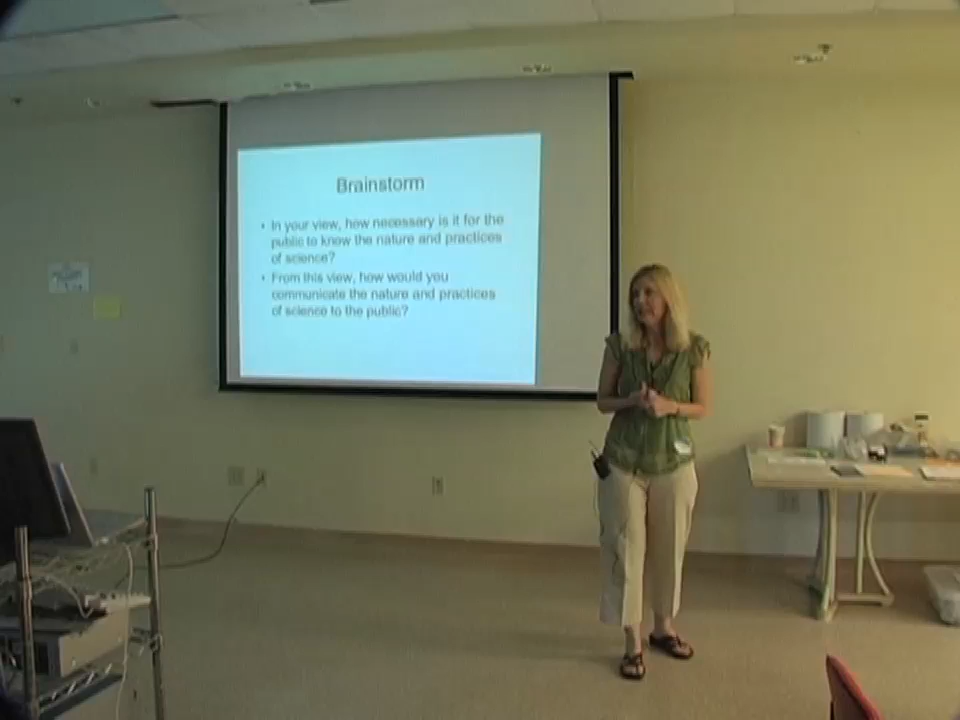 Brainstorm
• In your view, how necessary is it for the
public to know the nature and practices
of science?
• From this view, how would you
communicate the nature and practices
of science to the public?